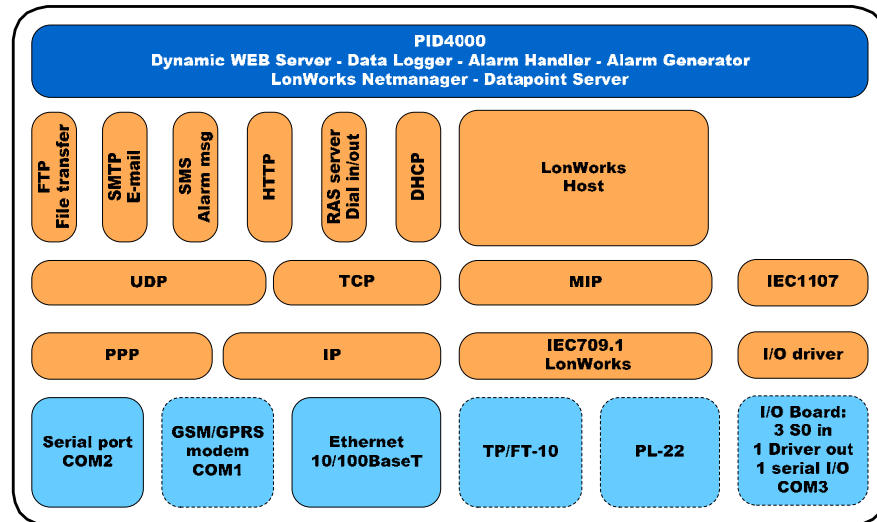 PID4000
Dynamic WEB Server - Data Logger - Alarm Handler - Alarm Generator
LonWorks Netmanager - Datapoint Server
FTP
File transfer
SMTP
E-mail
SMS
Alarm msg
HTTP
RAS server
Dial in/out
DHCP
LonWorks
Host
UDP
TCP
MIP
IEC1107
PPP
IP
IEC709.1
LonWorks
I/O driver
Serial port
COM2
GSM/GPRS
modem
COM1
Ethernet
10/100BaseT
TP/FT-10
PL-22
I/O Board:
3 S0 in
1 Driver out
1 serial I/O
COM3